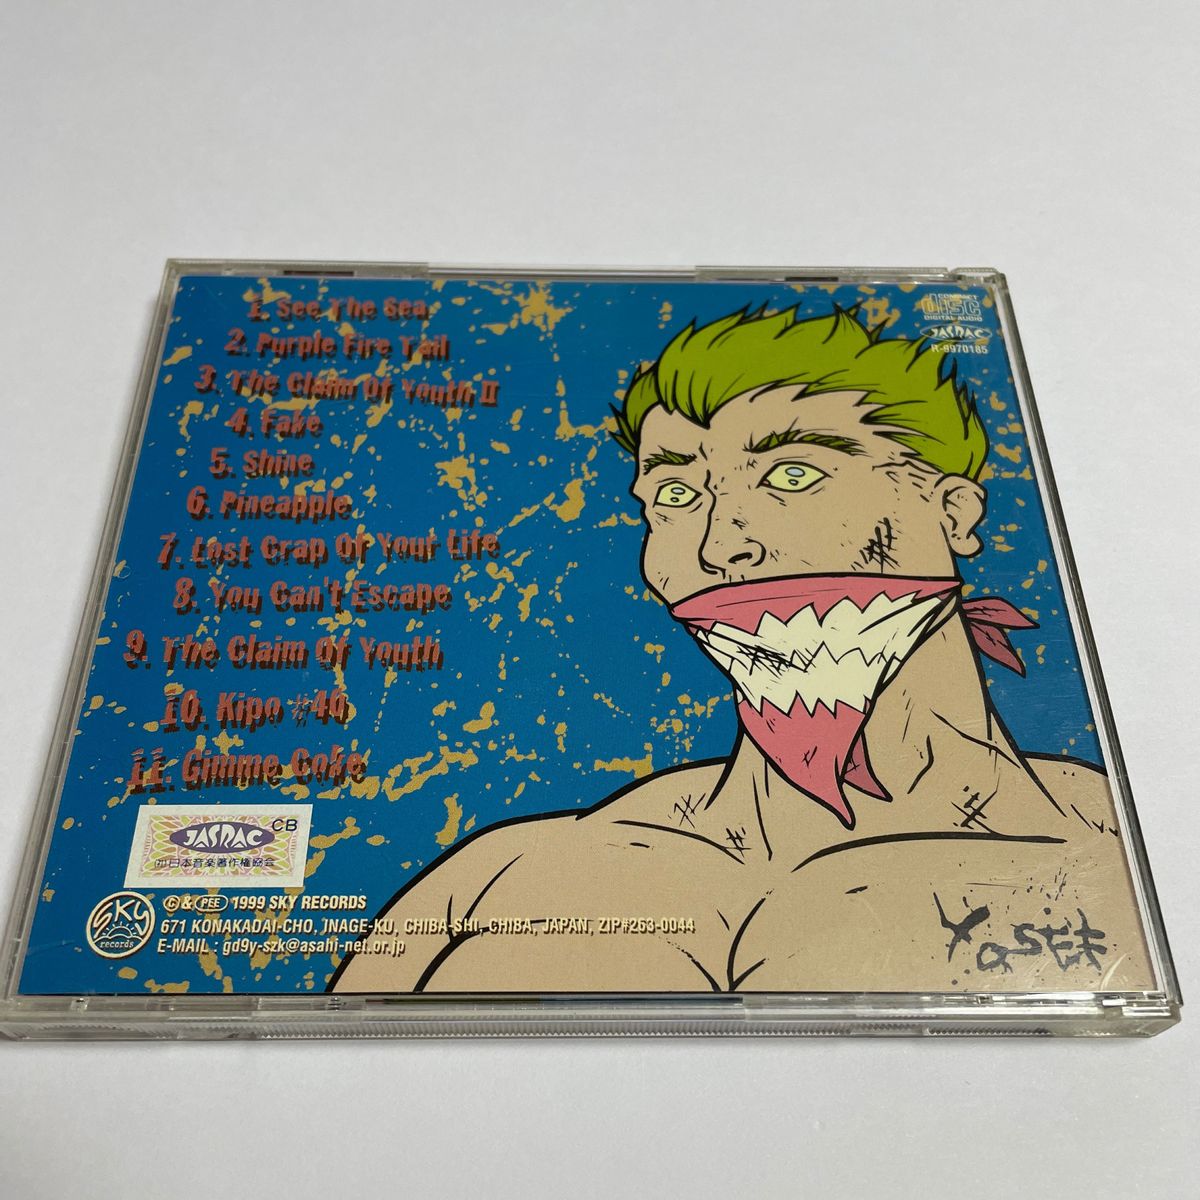 1. See The Sea
2. Purple Fire Tail
3. The Claim Of Youth II
4. Fake
5. Shine
6. Pineapple
7. Lost Crap Of Your Life
8. You Can't Escape
9. The Claim Of Youth
10. Kipo #40
11. Gimme Coke
COMPACT
disc
DIGITAL AUDIO
JASRAC
R-9970185
JASRAC CB
(社)日本音楽著作権協会
SKY
records
©&PEE 1999 SKY RECORDS
671 KONAKADAI-CHO, INAGE-KU, CHIBA-SHI, CHIBA, JAPAN, ZIP#263-0044
E-MAIL : gd9y-szk@asahi-net.or.jp